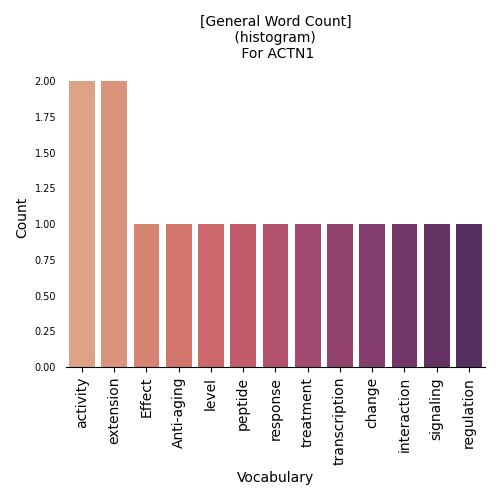 [General Word Count]
(histogram)
For ACTN1
Count
2.00
1.75
1.50
1.25
1.00
0.75
0.50
0.25
0.00
activity
extension
Effect
Anti-aging
level
peptide
response
treatment
transcription
change
interaction
signaling
regulation
Vocabulary